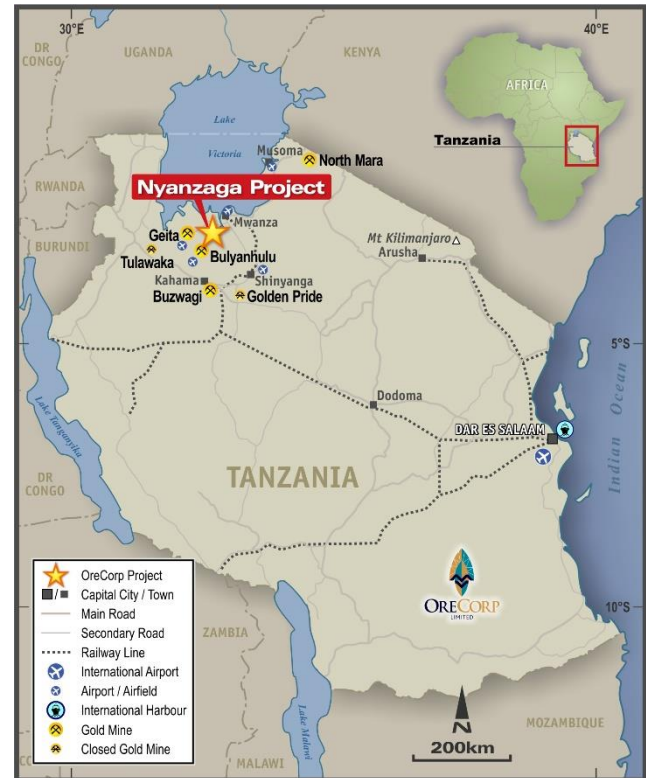 30°E
40°E
DR
CONGO
UGANDA
KENYA
AFRICA
Tanzania
Lake
Victoria
Musoma
North Mara
RWANDA
Nyanzaga Project
Mwanza
Geita
BURUNDI
Bulyanhulu
Tulawaka
Mt Kilimanjaro
Arusha
Kahama
Shinyanga
Buzwagi
Golden Pride
5°S
Lake Tanganyika
Dodoma
DAR ES SALAAM
Indian Ocean
DR
CONGO
TANZANIA
ORECORP
LIMITED
OreCorp Project
Capital City / Town
Main Road
Secondary Road
Railway Line
International Airport
Airport / Airfield
International Harbour
Gold Mine
Closed Gold Mine
10°S
ZAMBIA
Lake Malawi
MALAWI
N
200km
MOZAMBIQUE